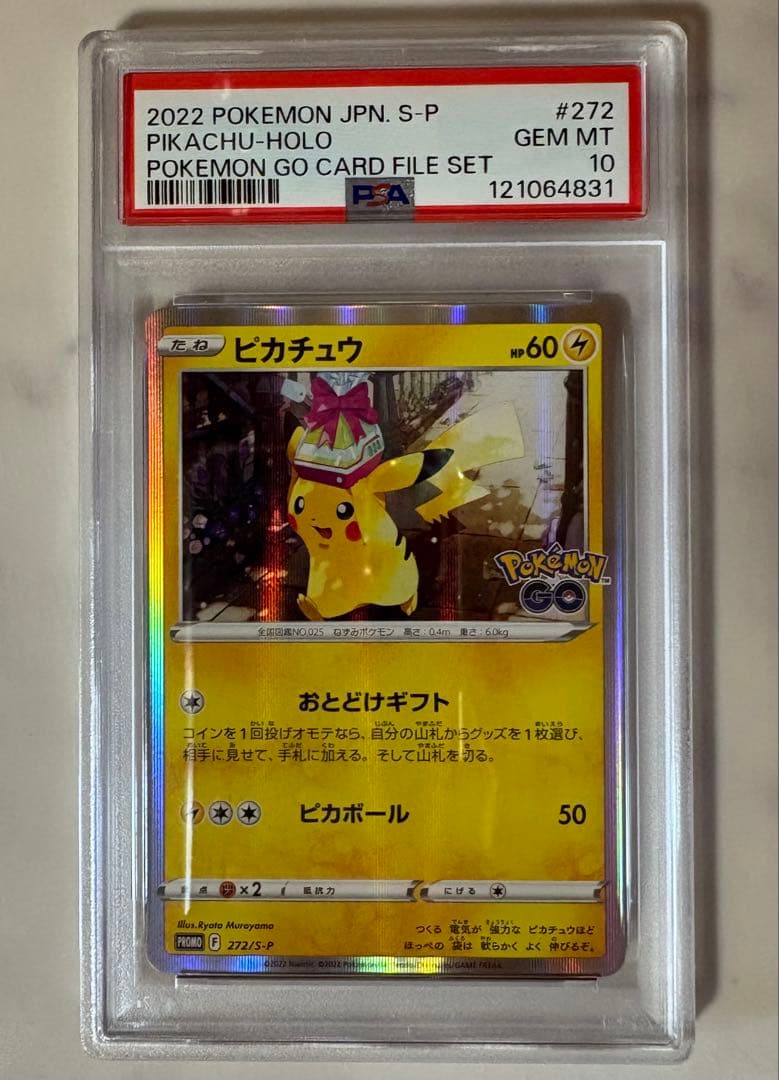 2022 POKEMON JPN. S-P #272
PIKACHU-HOLO GEM MT
POKEMON GO CARD FILE SET 10
PSA 121064831
たね ピカチュウ HP60
Pokémon GO
全国図鑑NO.025 ねずみポケモン 高さ:0.4m 重さ:6.0kg
おとどけギフト
コインを1回投げオモテなら、自分の山札からグッズを1枚選び、
相手に見せて、手札に加える。そして山札を切る。
ピカボール 50
点 ×2 抵抗力 にげる
Illus.Ryota Murayama
つくる 電気が 強力な ピカチュウほど
ほっぺの 袋は 軟らかく よく 伸びるぞ。
PROMO F 272/S-P
©2022 Niantic ©2022